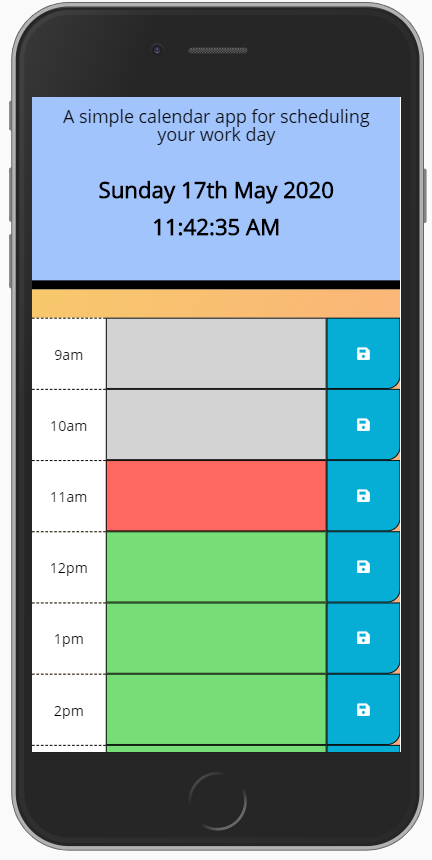 A simple calendar app for scheduling
your work day
Sunday 17th May 2020
11:42:35 AM
9am
10am
11am
12pm
1pm
2pm